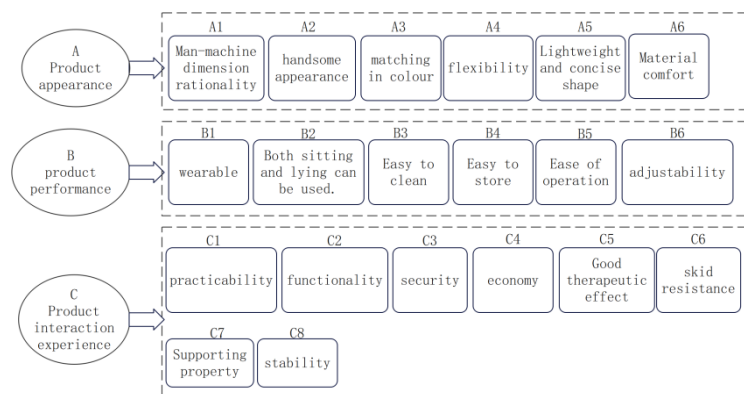 A
Product
appearance
A1
Man-machine
dimension
rationality
A2
handsome
appearance
A3
matching
in colour
A4
flexibility
A5
Lightweight
and concise
shape
A6
Material
comfort
B
product
performance
B1
wearable
B2
Both sitting
and lying can
be used.
B3
Easy to
clean
B4
Easy to
store
B5
Ease of
operation
B6
adjustability
C
Product
interaction
experience
C1
practicability
C2
functionality
C3
security
C4
economy
C5
Good
therapeutic
effect
C6
skid
resistance
C7
Supporting
property
C8
stability